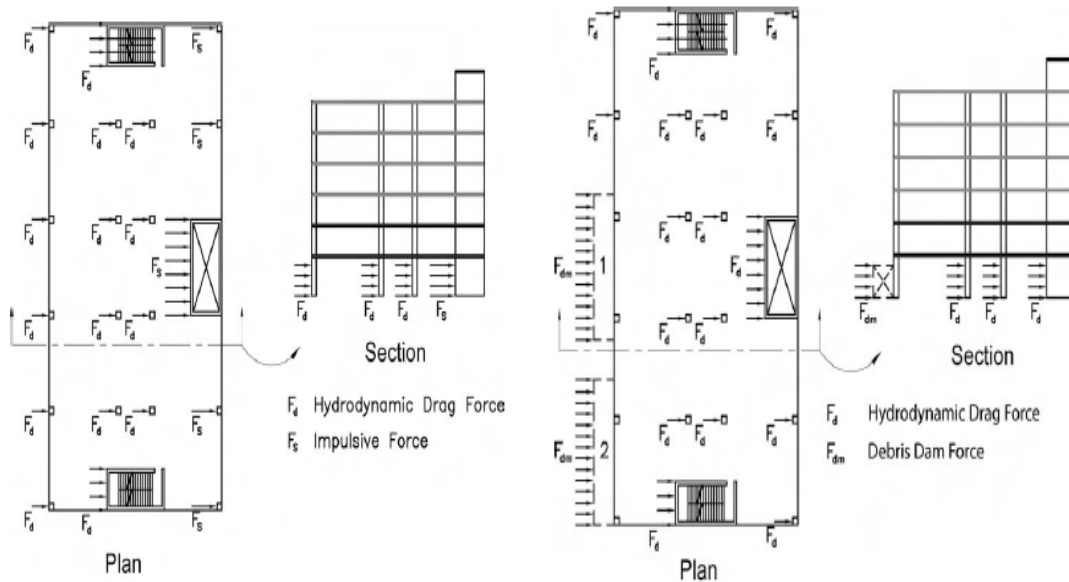 Fd Fs
Fd
Fd Fd Fd Fs
Fd Fd Fd
Fs
Fd Fd Fd
Fd Fd Fd Fs
Fd Fd Fs
Plan
Fd Fd Fd Fs
Section
Fd Hydrodynamic Drag Force
Fs Impulsive Force
Fd Fd
Fd
Fd Fd Fd Fd
Fd Fd
Fdm 1 Fd
Fd Fd
Fd Fd Fd
Fdm 2
Fd Fd
Plan
Fdm Fd Fd Fd
Section
Fd Hydrodynamic Drag Force
Fdm Debris Dam Force